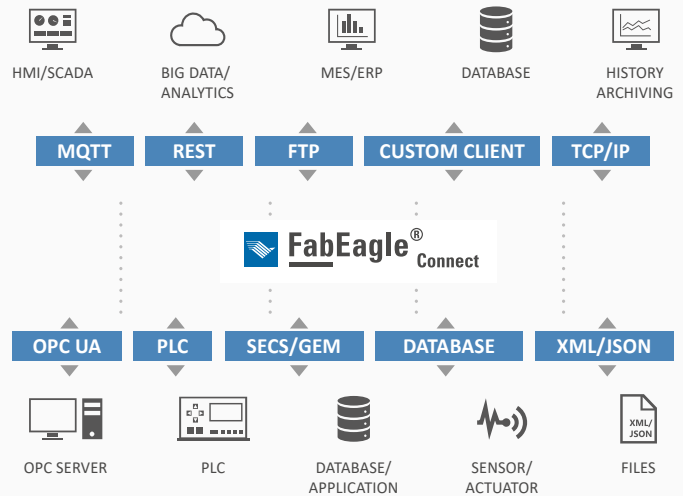 HMI/SCADA
BIG DATA/
ANALYTICS
MES/ERP
DATABASE
HISTORY
ARCHIVING
MQTT
REST
FTP
CUSTOM CLIENT
TCP/IP
FabEagle®
Connect
OPC UA
PLC
SECS/GEM
DATABASE
XML/JSON
XML/
JSON
OPC SERVER
PLC
DATABASE/
APPLICATION
SENSOR/
ACTUATOR
FILES